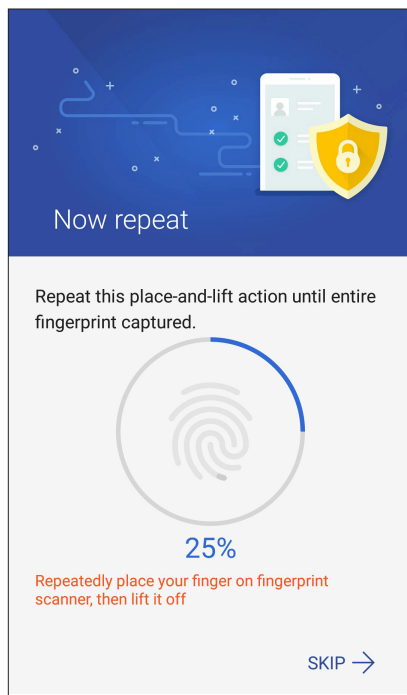 Now repeat
Repeat this place-and-lift action until entire
fingerprint captured.
25%
Repeatedly place your finger on fingerprint
scanner, then lift it off
SKIP